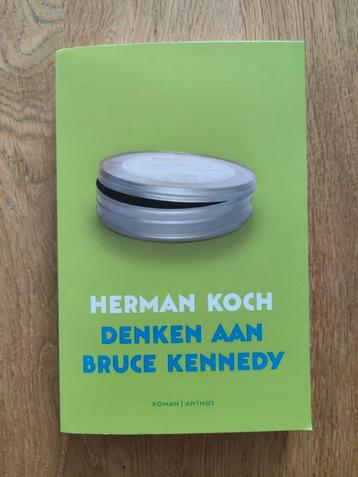 HERMAN KOCH
DENKEN AAN
BRUCE KENNEDY
ROMAN | ANTHOS